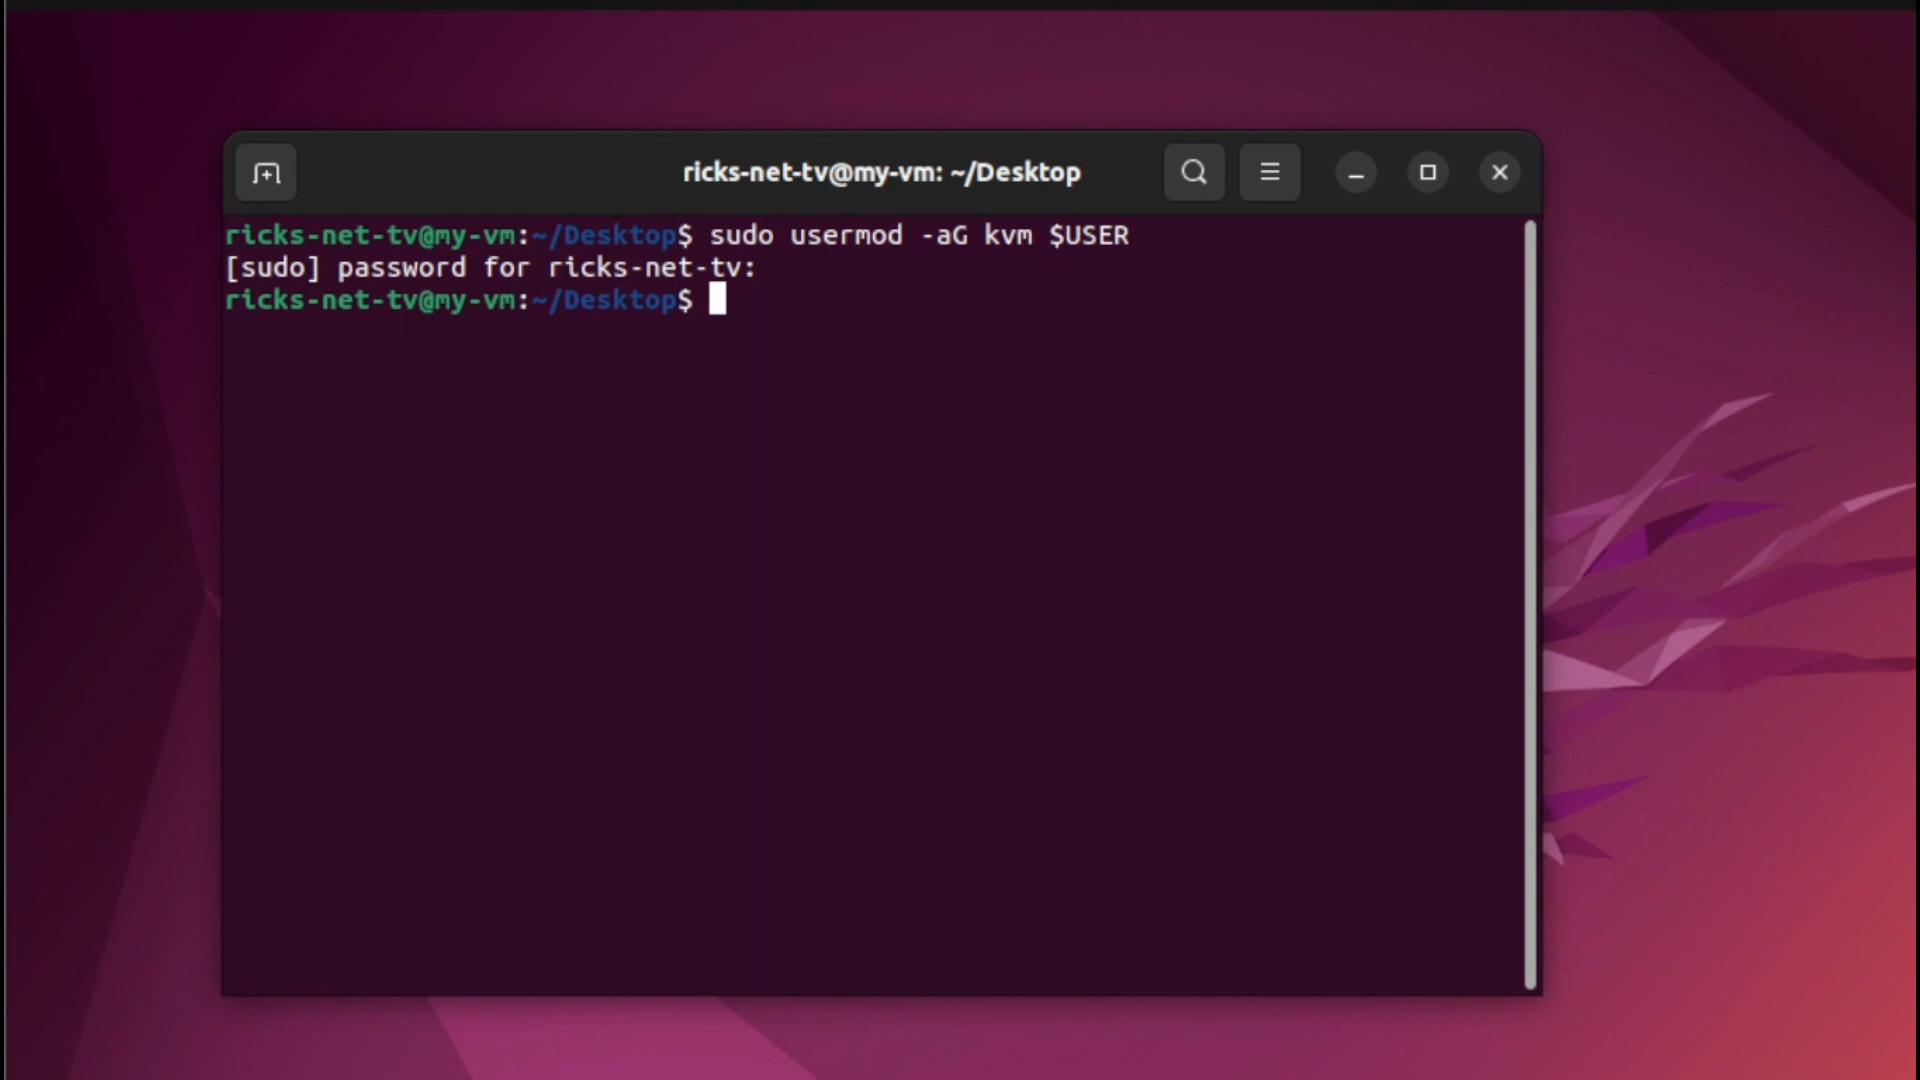 ricks-net-tv@my-vm: ~/Desktop
ricks-net-tv@my-vm:~/Desktop$ sudo usermod -aG kvm $USER
[sudo] password for ricks-net-tv:
ricks-net-tv@my-vm:~/Desktop$